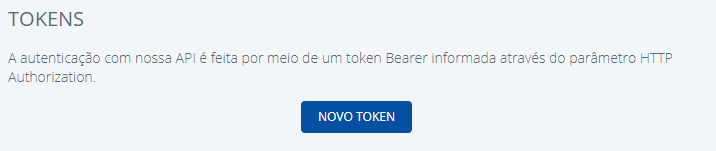 TOKENS
A autenticação com nossa API é feita por meio de um token Bearer informada através do parâmetro HTTP
Authorization.
NOVO TOKEN